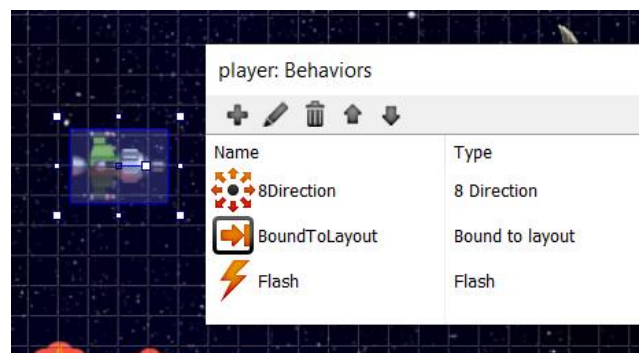 player: Behaviors
Name Type
8Direction 8 Direction
BoundToLayout Bound to layout
Flash Flash